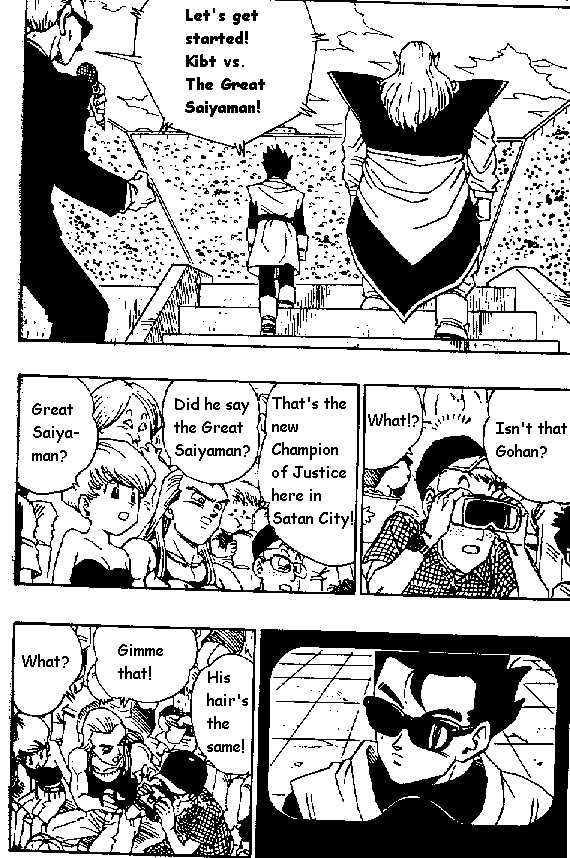 Let's get
started!
Kibt vs.
The Great
Saiyaman!
Great
Saiya-
man?
Did he say
the Great
Saiyaman?
That's the
new
Champion
of Justice
here in
Satan City!
What!?
Isn't that
Gohan?
What?
Gimme
that!
His
hair's
the
same!